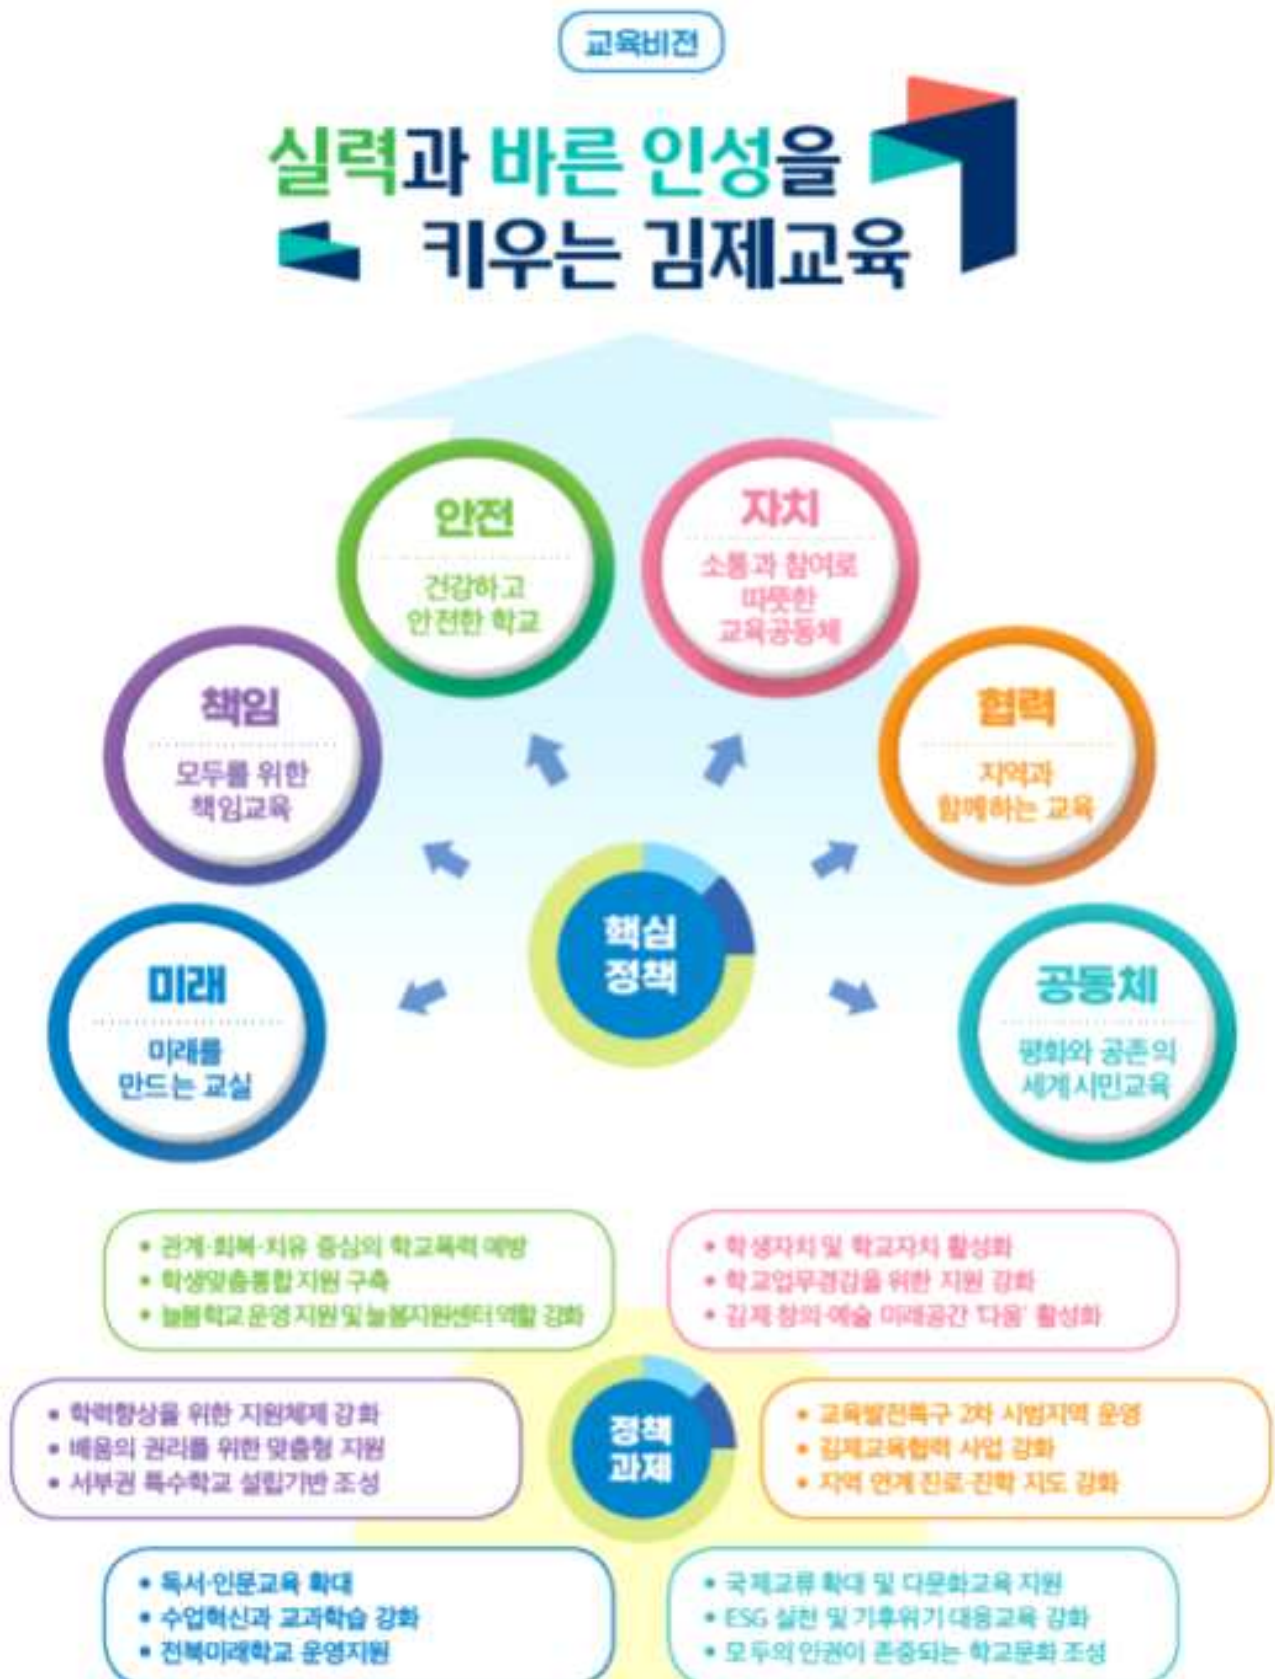 교육비전
실력과 바른 인성을
키우는 김제교육
안전
건강하고
안전한 학교
자치
소통과 참여로
따뜻한
교육공동체
책임
모두를 위한
책임교육
협력
지역과
함께하는 교육
미래
미래를
만드는 교실
핵심
정책
공동체
평화와 공존의
세계시민교육
• 관계·회복·치유 중심의 학교폭력 예방
• 학생맞춤통합 지원 구축
• 늘봄학교 운영 지원 및 늘봄지원센터 역할 강화
• 학생자치 및 학교자치 활성화
• 학교업무경감을 위한 지원 강화
• 김제 창의·예술 미래공간 '다움' 활성화
• 학력향상을 위한 지원체제 강화
• 배움의 권리를 위한 맞춤형 지원
• 서부권 특수학교 설립기반 조성
정책
과제
• 교육발전특구 2차 시범지역 운영
• 김제교육협력 사업 강화
• 지역 연계 진로·진학 지도 강화
• 독서·인문교육 확대
• 수업혁신과 교과학습 강화
• 전북미래학교 운영지원
• 국제교류 확대 및 다문화교육 지원
• ESG 실천 및 기후위기 대응교육 강화
• 모두의 인권이 존중되는 학교문화 조성